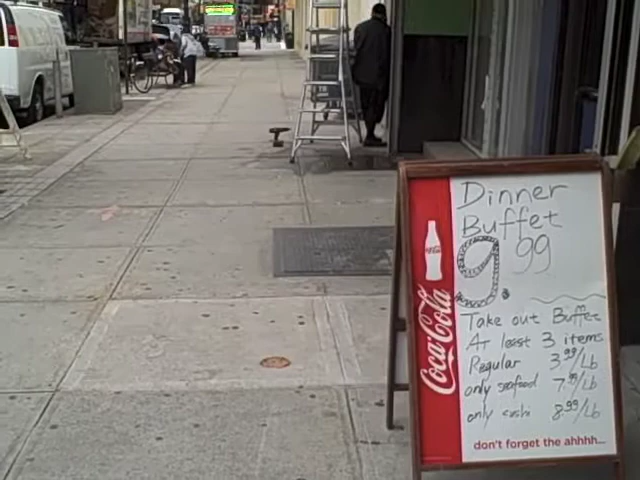 Dinner
Buffet
9.99
Take out Buffet
At least 3 items
Regular 3.99/Lb
only seafood 7.99/Lb
only sushi 8.99/Lb
don't forget the ahhhh...
Coca-Cola